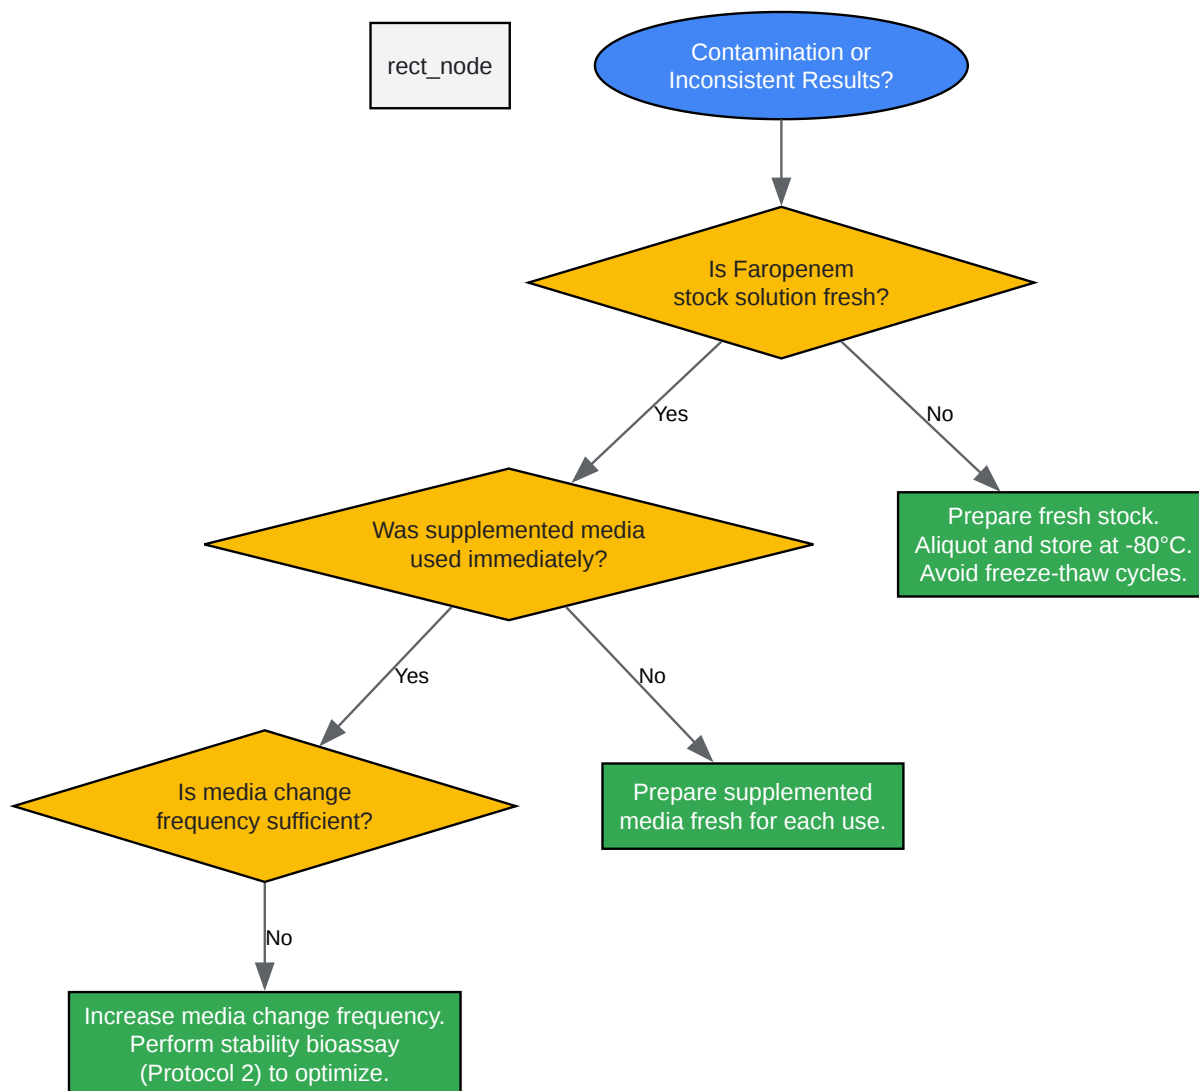 rect_node
Contamination or
Inconsistent Results?
Is Faropenem
stock solution fresh?
Yes
No
Was supplemented media
used immediately?
Prepare fresh stock.
Aliquot and store at -80°C.
Avoid freeze-thaw cycles.
Yes
No
Is media change
frequency sufficient?
Prepare supplemented
media fresh for each use.
No
Increase media change frequency.
Perform stability bioassay
(Protocol 2) to optimize.